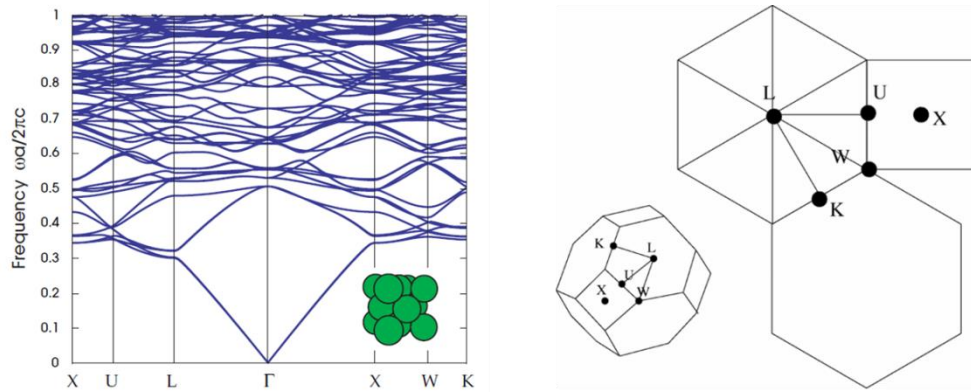 Frequency ωa/2πc
1
0.9
0.8
0.7
0.6
0.5
0.4
0.3
0.2
0.1
0
X U L Γ X W K
L
U
X
W
K
K
L
U
X
W